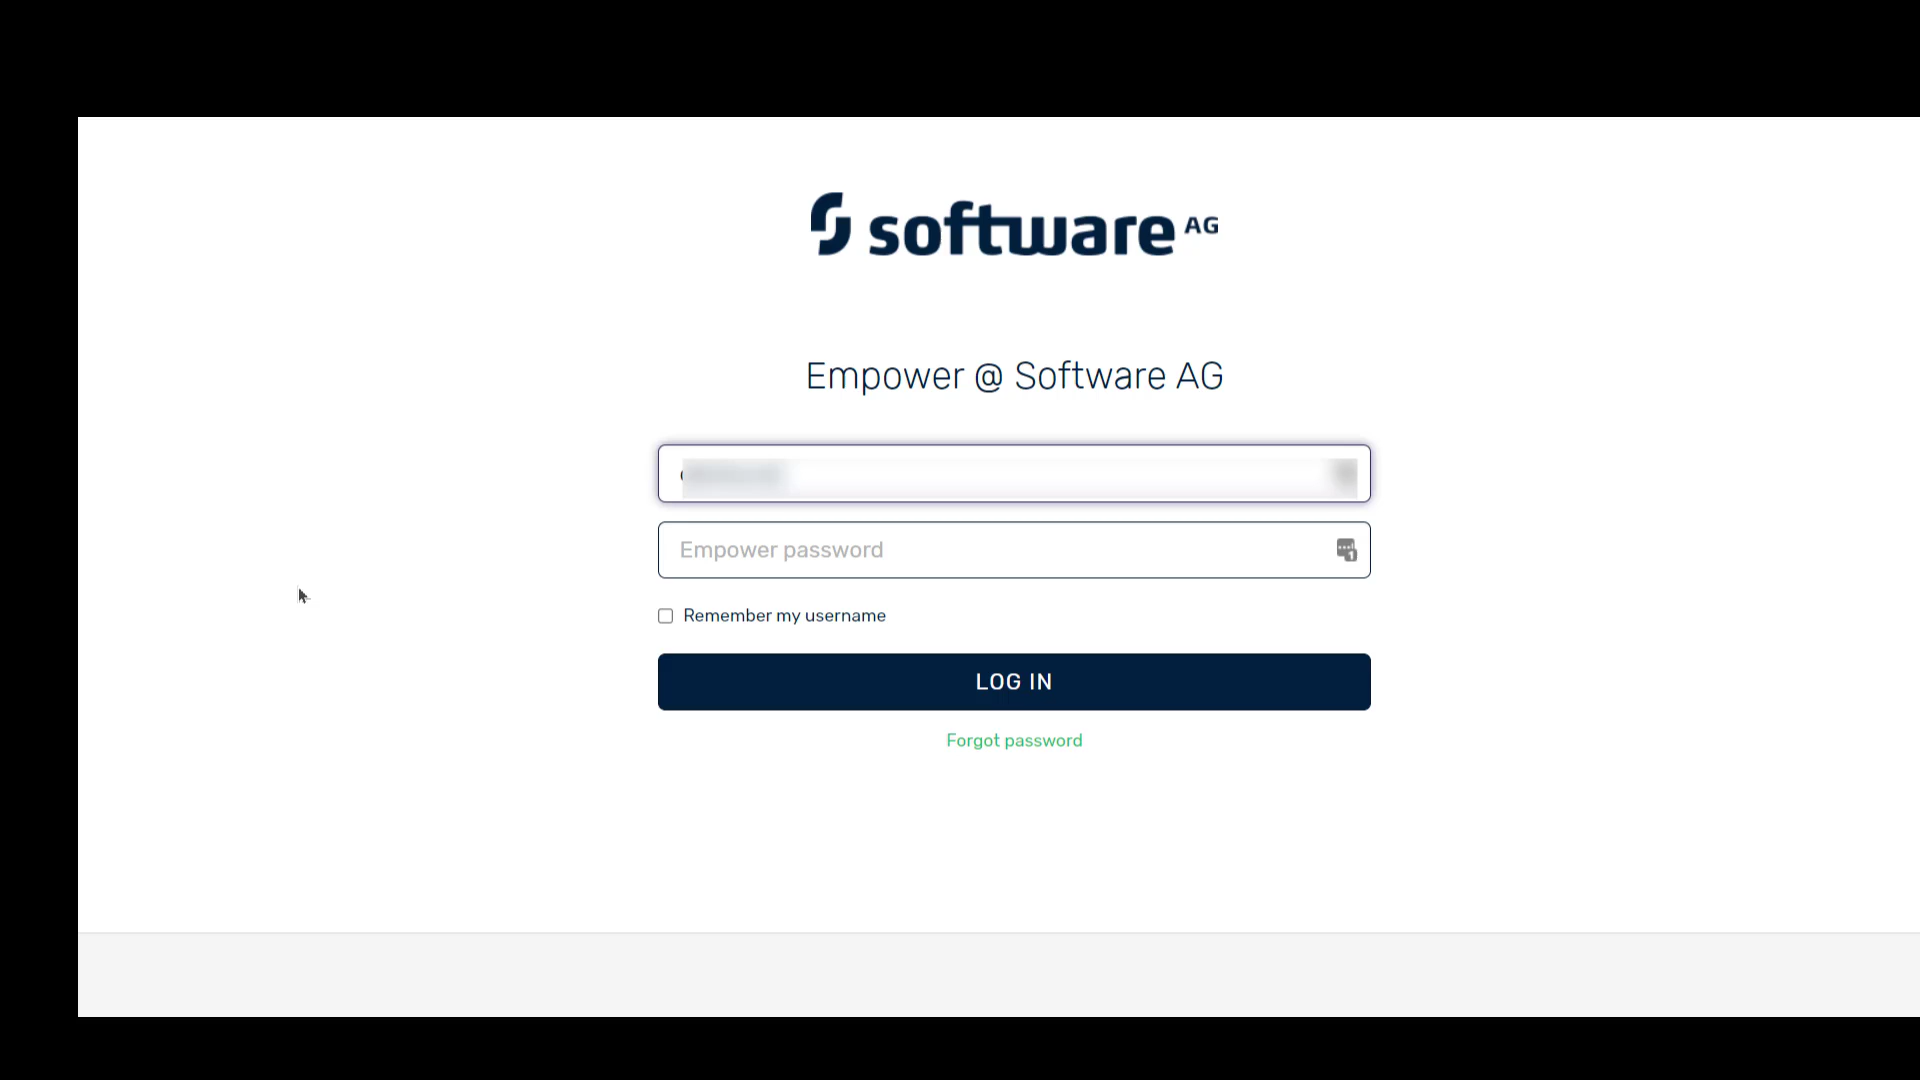 software AG
Empower @ Software AG
Empower password
Remember my username
LOG IN
Forgot password